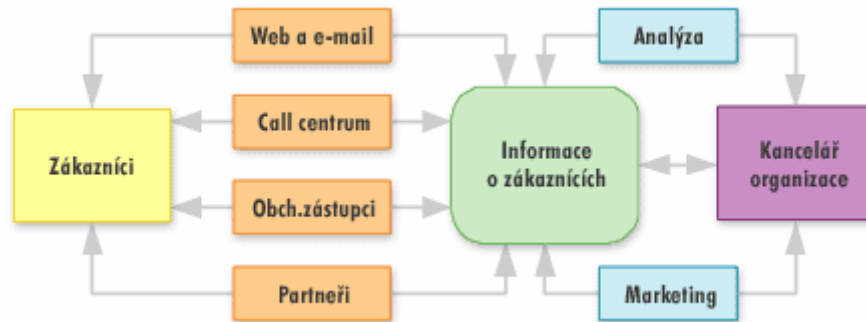 Web a e-mail
Analýza
Call centrum
Zákazníci
Informace
o zákaznících
Kancelář
organizace
Obch.zástupci
Partneři
Marketing